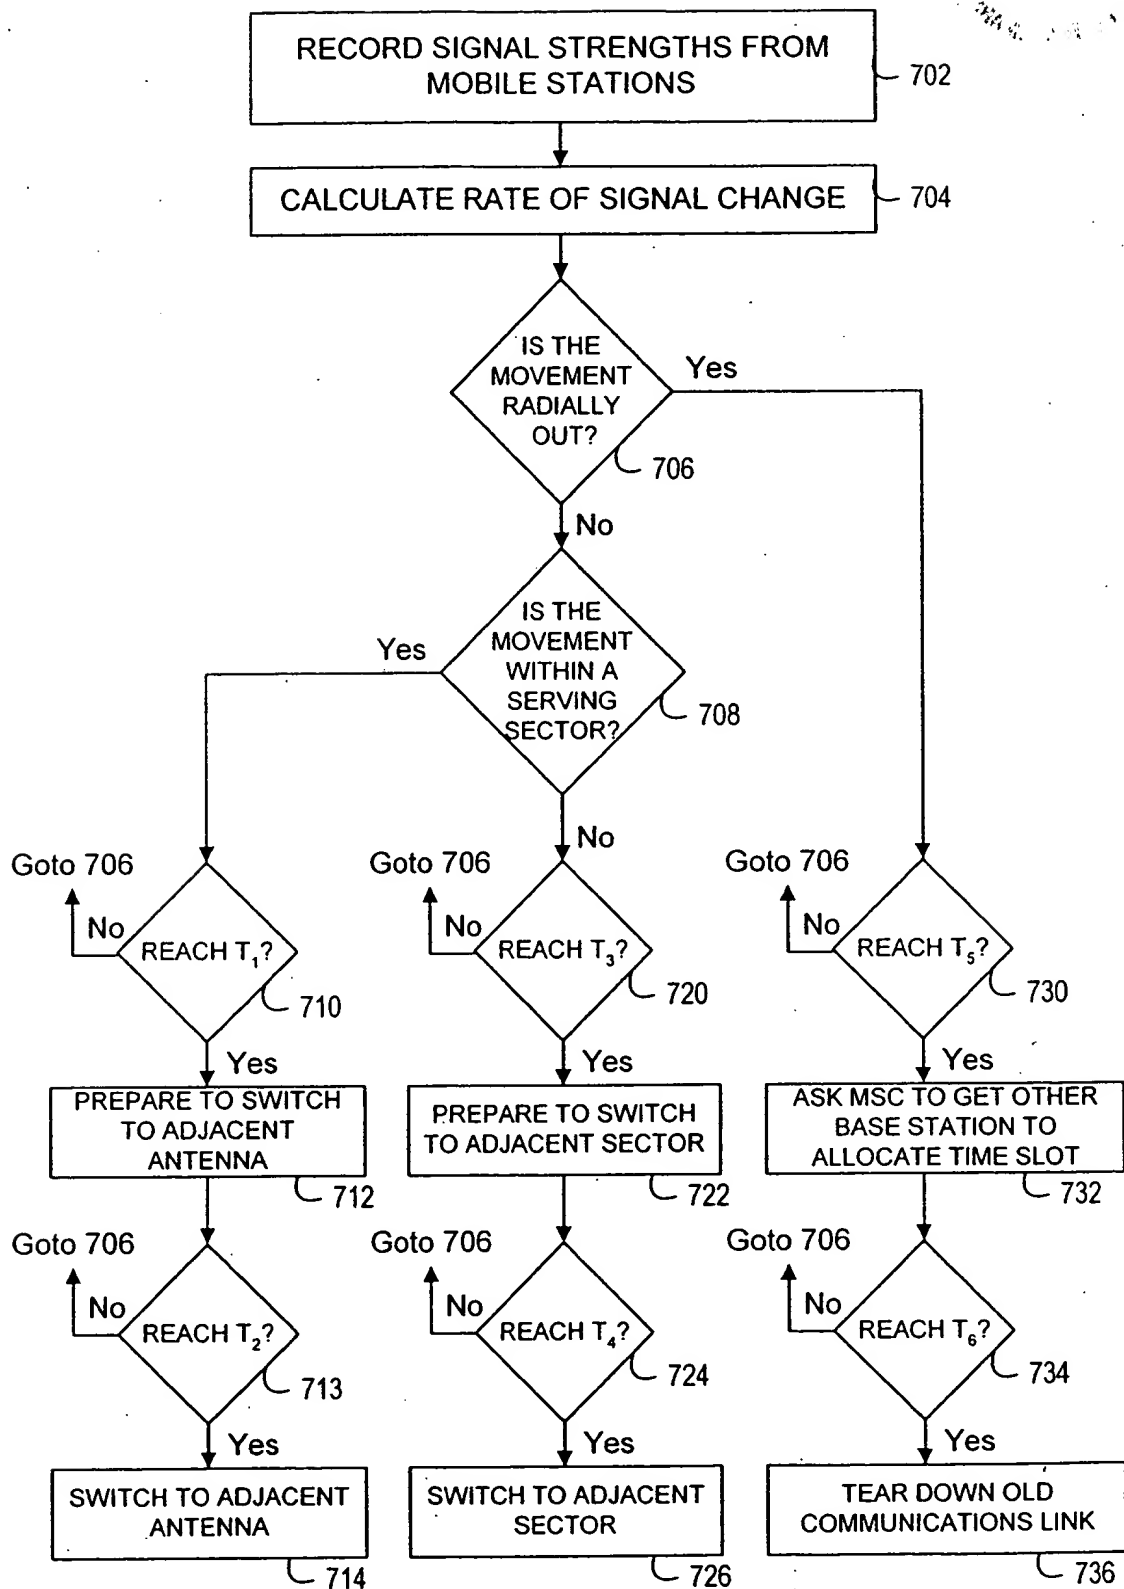 RECORD SIGNAL STRENGTHS FROM
MOBILE STATIONS
702
CALCULATE RATE OF SIGNAL CHANGE
704
IS THE
MOVEMENT
RADIALLY
OUT?
Yes
706
No
IS THE
MOVEMENT
WITHIN A
SERVING
SECTOR?
Yes
708
No
Goto 706
No
REACH T₁?
710
Yes
Goto 706
No
REACH T₃?
720
Yes
Goto 706
No
REACH T₅?
730
Yes
PREPARE TO SWITCH
TO ADJACENT
ANTENNA
712
PREPARE TO SWITCH
TO ADJACENT SECTOR
722
ASK MSC TO GET OTHER
BASE STATION TO
ALLOCATE TIME SLOT
732
Goto 706
No
REACH T₂?
713
Yes
Goto 706
No
REACH T₄?
724
Yes
Goto 706
No
REACH T₆?
734
Yes
SWITCH TO ADJACENT
ANTENNA
714
SWITCH TO ADJACENT
SECTOR
726
TEAR DOWN OLD
COMMUNICATIONS LINK
736